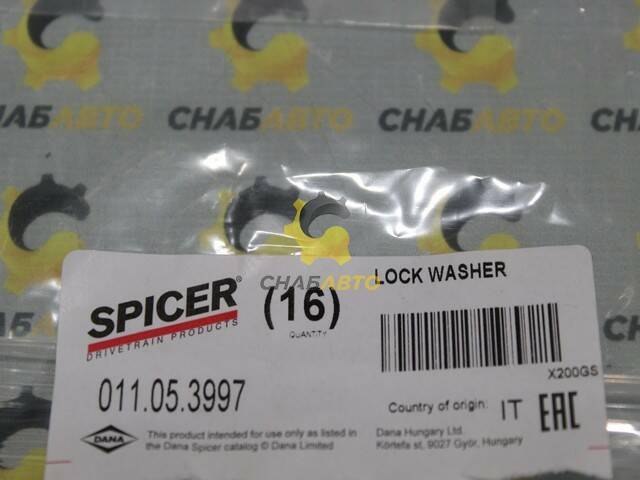 СНАБАВТО СНАБАВТО СНАБАВТО
СНАБАВТО
LOCK WASHER
SPICER®
DRIVETRAIN PRODUCTS
(16)
QUANTITY
X200GS
011.05.3997
Country of origin: IT EAC
DANA
This product intended for use only as listed in
the Dana Spicer catalog © Dana Limited
Dana Hungary Ltd.
Körtefa st, 9027 Győr, Hungary